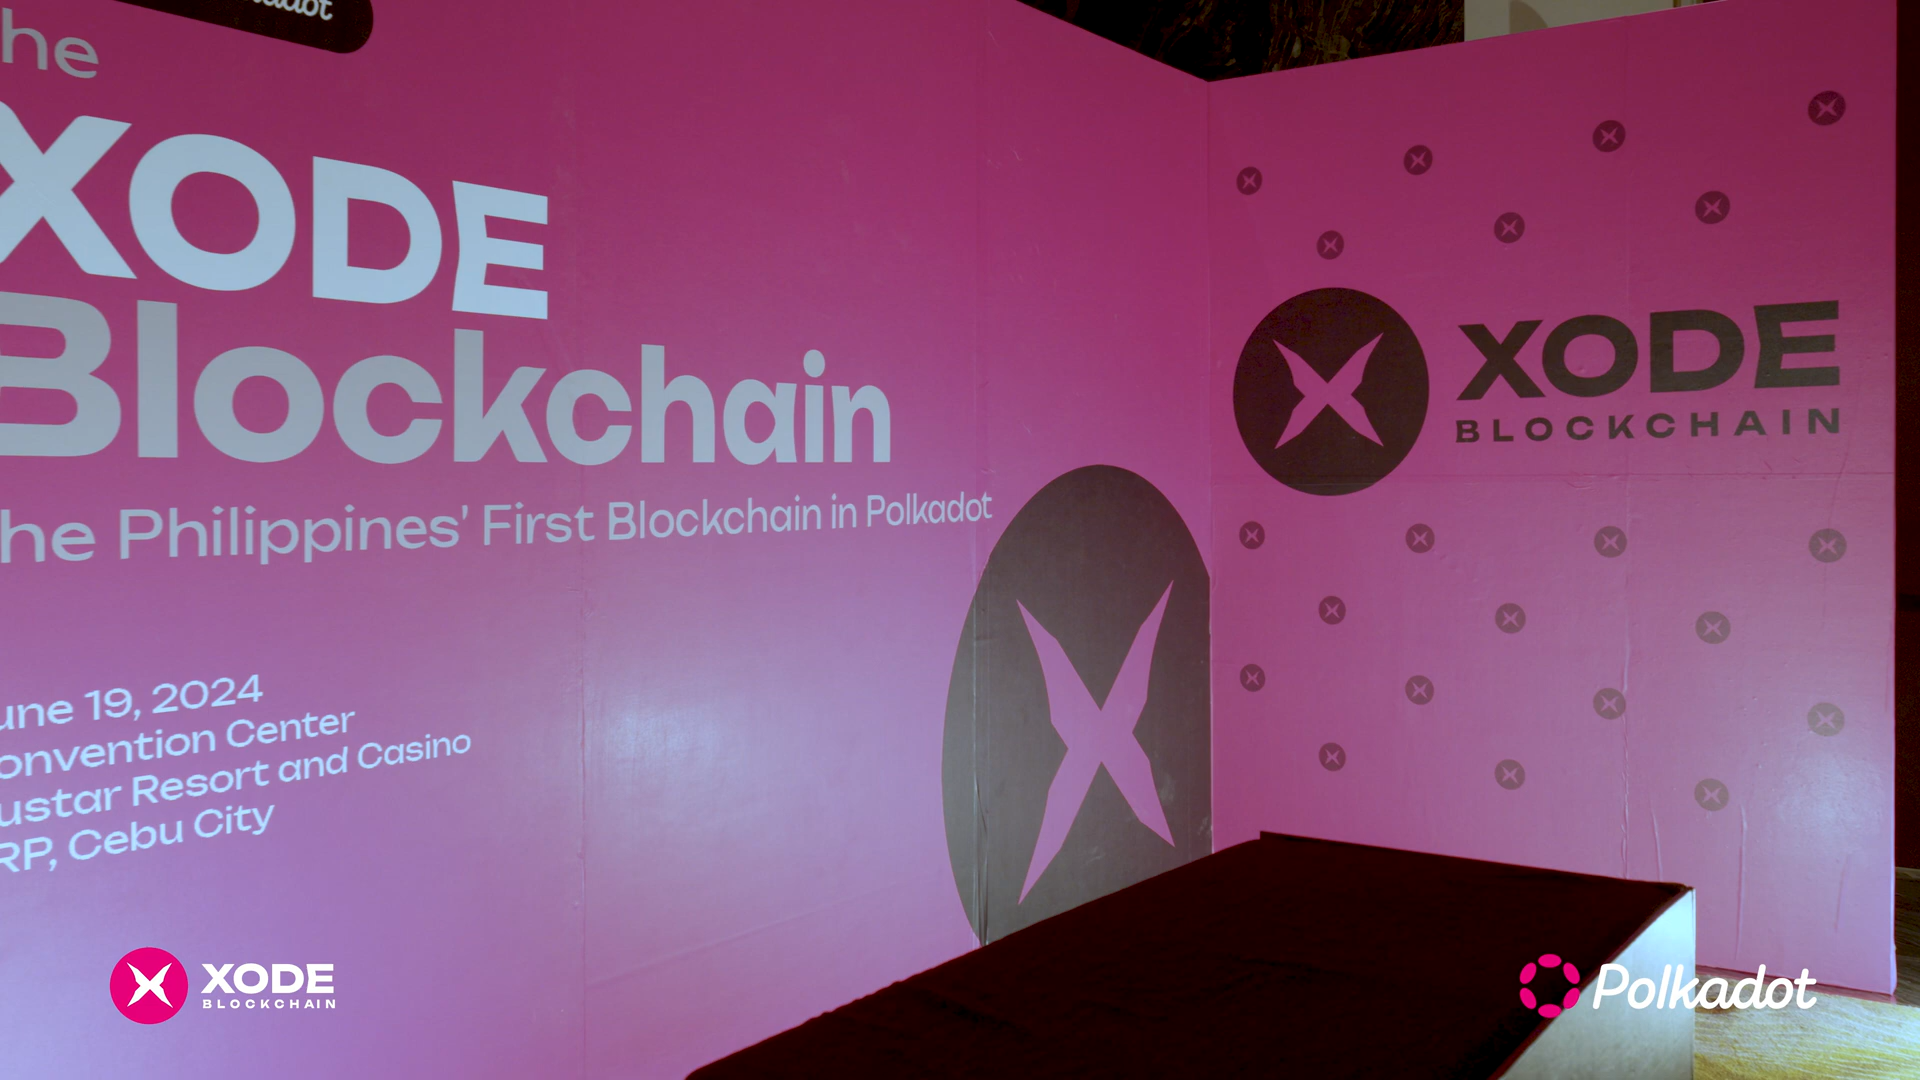 he
XODE
Blockchain
he Philippines' First Blockchain in Polkadot
une 19, 2024
onvention Center
ustar Resort and Casino
RP, Cebu City
XODE
BLOCKCHAIN
XODE
BLOCKCHAIN
Polkadot